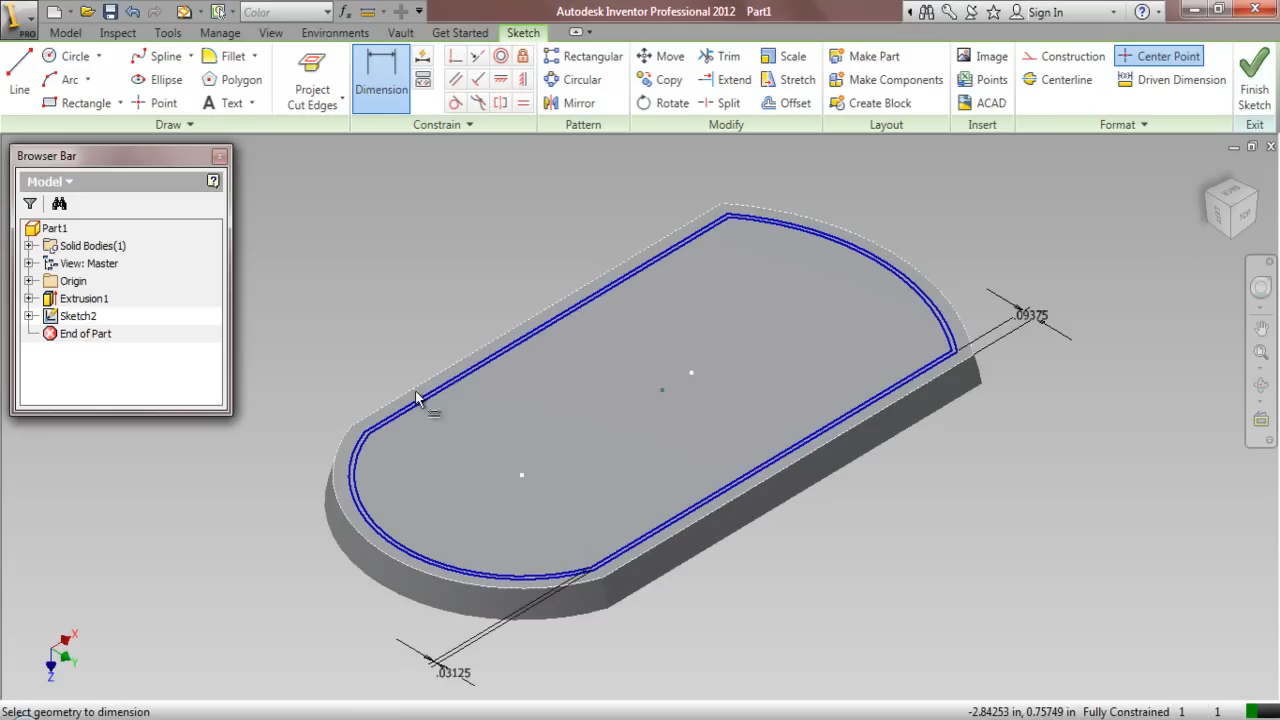 PRO
Color
Autodesk Inventor Professional 2012 Part1
Sign In
Model Inspect Tools Manage View Environments Vault Get Started Sketch
Line
Circle
Arc
Rectangle
Spline
Ellipse
Point
Fillet
Polygon
Text
Project
Cut Edges
Dimension
Rectangular
Circular
Mirror
Move
Copy
Rotate
Trim
Extend
Split
Scale
Stretch
Offset
Make Part
Make Components
Create Block
Image
Points
ACAD
Construction
Centerline
Center Point
Driven Dimension
Finish
Sketch
Draw Constrain Pattern Modify Layout Insert Format Exit
Browser Bar
Model
Part1
Solid Bodies(1)
View: Master
Origin
Extrusion1
Sketch2
End of Part
.09375
.03125
X
Y
Z
Select geometry to dimension
-2.84253 in, 0.75749 in Fully Constrained 1 1